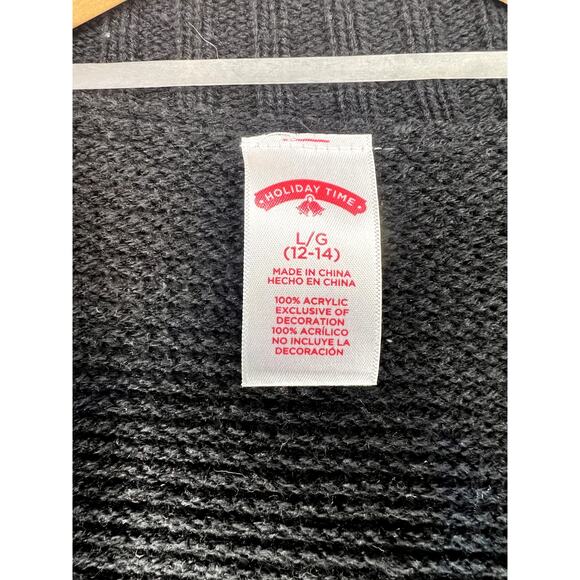 HOLIDAY TIME
L/G
(12-14)
MADE IN CHINA
HECHO EN CHINA
100% ACRYLIC
EXCLUSIVE OF
DECORATION
100% ACRÍLICO
NO INCLUYE LA
DECORACIÓN